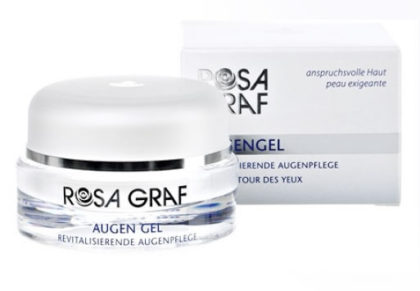 ROSA GRAF
AUGEN GEL
REVITALISIERENDE AUGENPFLEGE
ROSA
GRAF
anspruchsvolle Haut
peau exigeante
GENGEL
IERENDE AUGENPFLEGE
TOUR DES YEUX